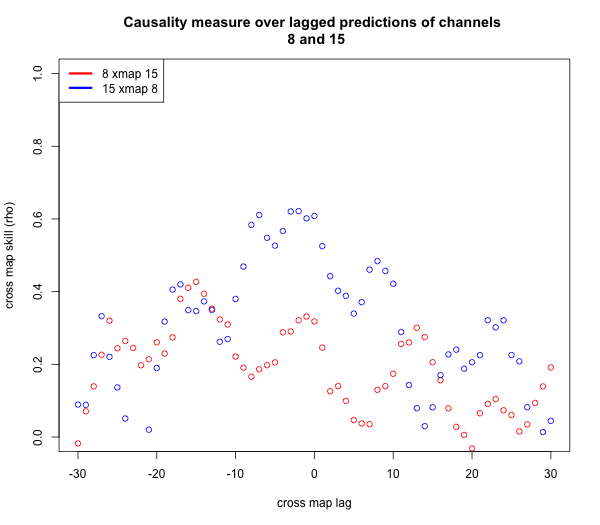 Causality measure over lagged predictions of channels
8 and 15
8 xmap 15
15 xmap 8
cross map skill (rho)
1.0
0.8
0.6
0.4
0.2
0.0
-30 -20 -10 0 10 20 30
cross map lag